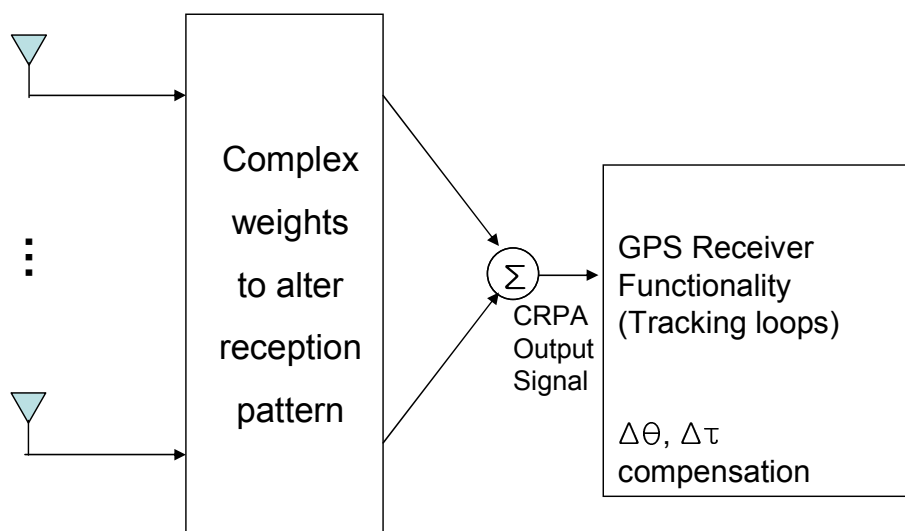 Complex
weights
to alter
reception
pattern
⋮
Σ
CRPA
Output
Signal
GPS Receiver
Functionality
(Tracking loops)
Δθ, Δτ
compensation